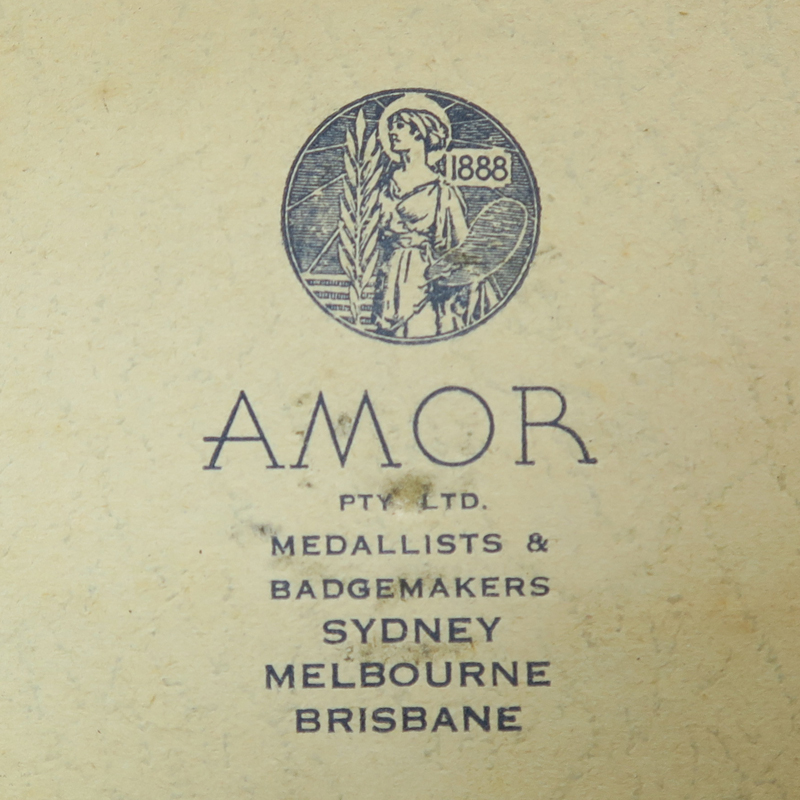 1888
AMOR
PTY LTD.
MEDALLISTS &
BADGEMAKERS
SYDNEY
MELBOURNE
BRISBANE